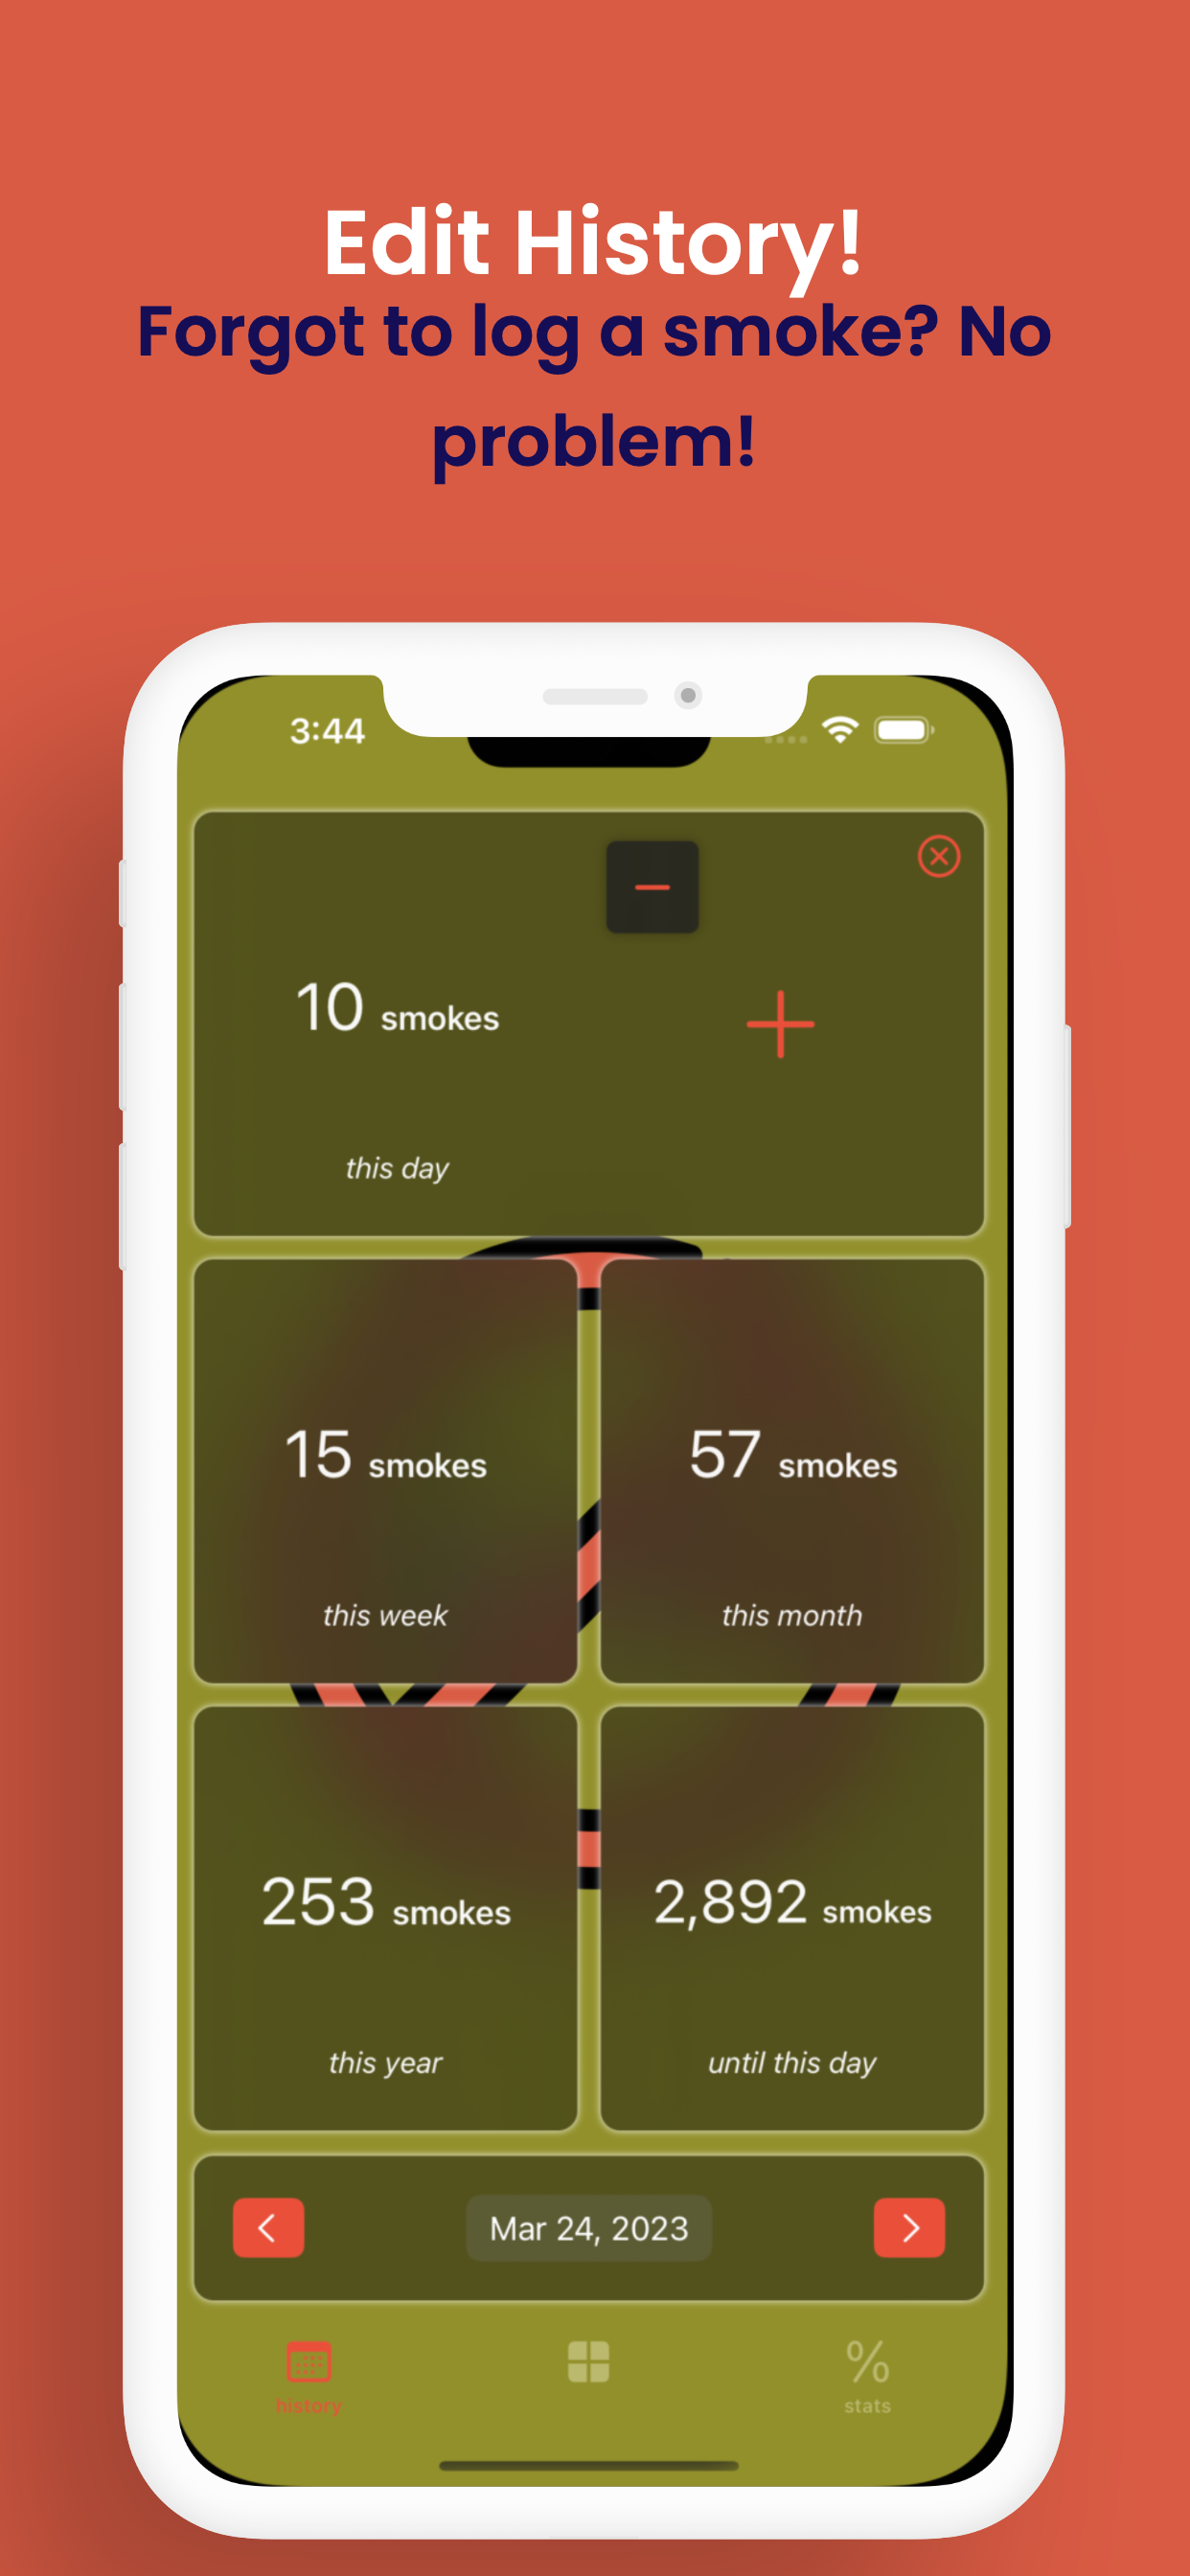 Edit History!
Forgot to log a smoke? No
problem!
3:44
10 smokes
this day
15 smokes
57 smokes
this week
this month
253 smokes
2,892 smokes
this year
until this day
Mar 24, 2023
%
history
stats